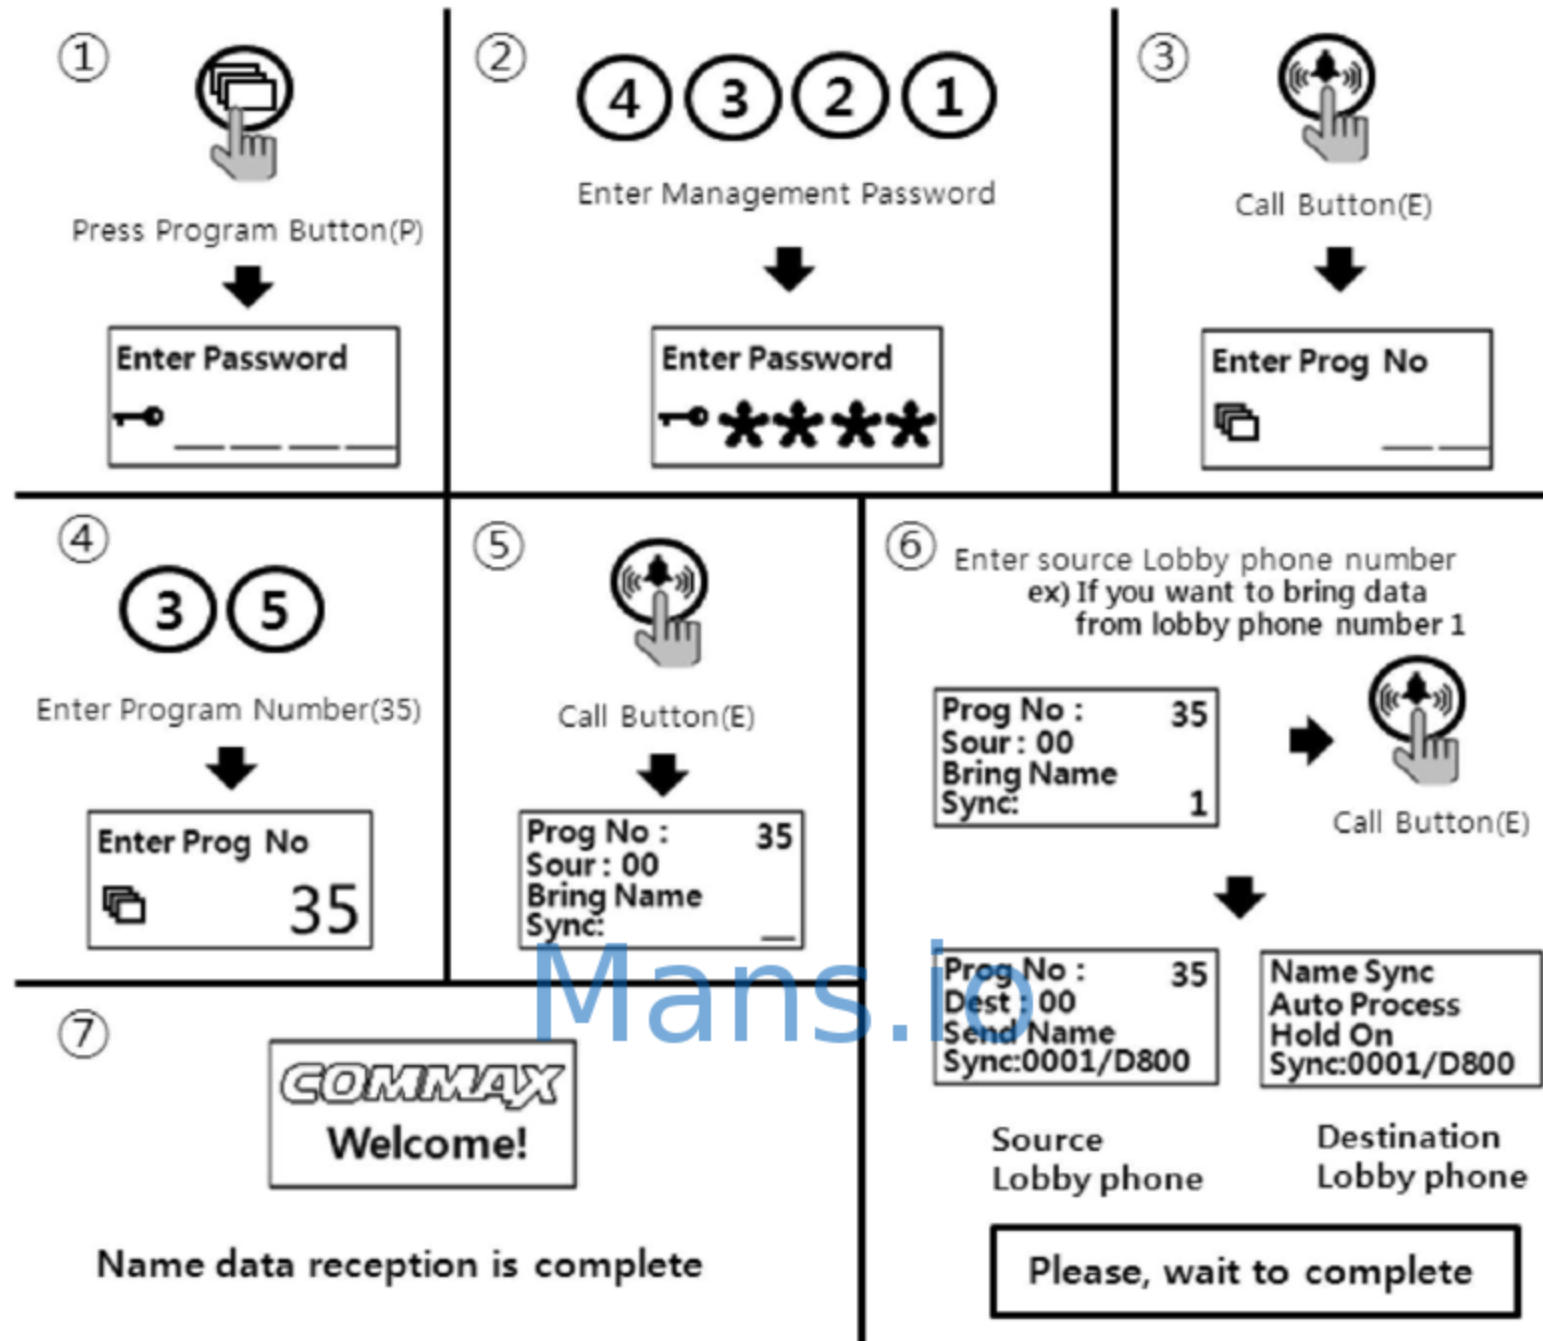 ①
Press Program Button(P)
Enter Password
②
4 3 2 1
Enter Management Password
Enter Password
****
③
Call Button(E)
Enter Prog No
④
3 5
Enter Program Number(35)
Enter Prog No
35
⑤
Call Button(E)
Prog No : 35
Sour : 00
Bring Name
Sync:
⑥
Enter source Lobby phone number
ex) If you want to bring data
from lobby phone number 1
Prog No : 35
Sour : 00
Bring Name
Sync: 1
Call Button(E)
Prog No : 35
Dest : 00
Send Name
Sync:0001/D800
Source
Lobby phone
Name Sync
Auto Process
Hold On
Sync:0001/D800
Destination
Lobby phone
Please, wait to complete
⑦
COMMAX
Welcome!
Name data reception is complete
Mans.io